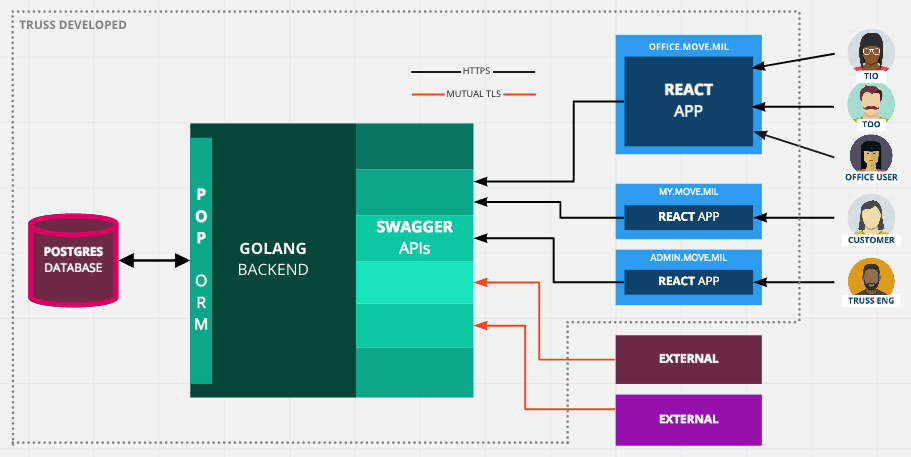 TRUSS DEVELOPED
HTTPS
MUTUAL TLS
POSTGRES
DATABASE
POP ORM
GOLANG
BACKEND
SWAGGER
APIs
OFFICE.MOVE.MIL
REACT
APP
MY.MOVE.MIL
REACT APP
ADMIN.MOVE.MIL
REACT APP
EXTERNAL
EXTERNAL
TIO
TOO
OFFICE USER
CUSTOMER
TRUSS ENG